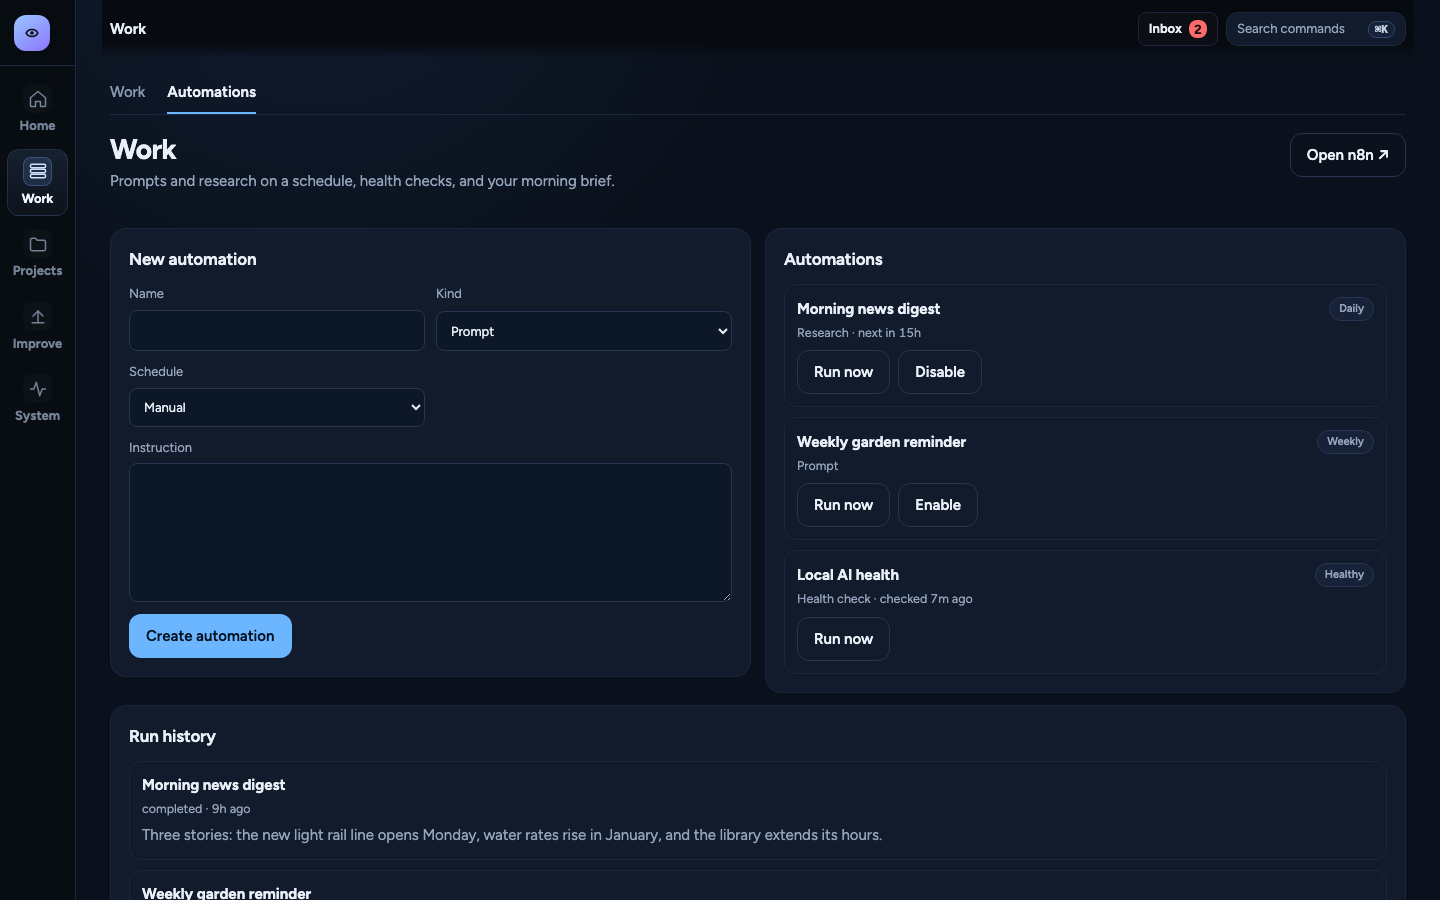 Work
Inbox 2
Search commands ⌘K
Home
Work
Projects
Improve
System
Work Automations
Work
Prompts and research on a schedule, health checks, and your morning brief.
Open n8n ↗
New automation
Name
Kind
Prompt
Schedule
Manual
Instruction
Create automation
Automations
Morning news digest
Daily
Research · next in 15h
Run now
Disable
Weekly garden reminder
Weekly
Prompt
Run now
Enable
Local AI health
Healthy
Health check · checked 7m ago
Run now
Run history
Morning news digest
completed · 9h ago
Three stories: the new light rail line opens Monday, water rates rise in January, and the library extends its hours.
Weekly garden reminder